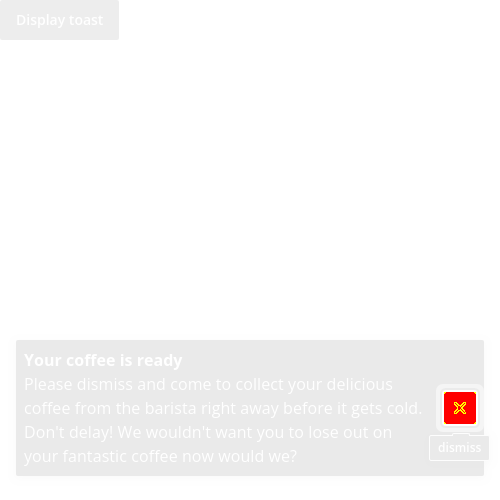 Display toast
Your coffee is ready
Please dismiss and come to collect your delicious
coffee from the barista right away before it gets cold.
Don't delay! We wouldn't want you to lose out on
your fantastic coffee now would we?
dismiss